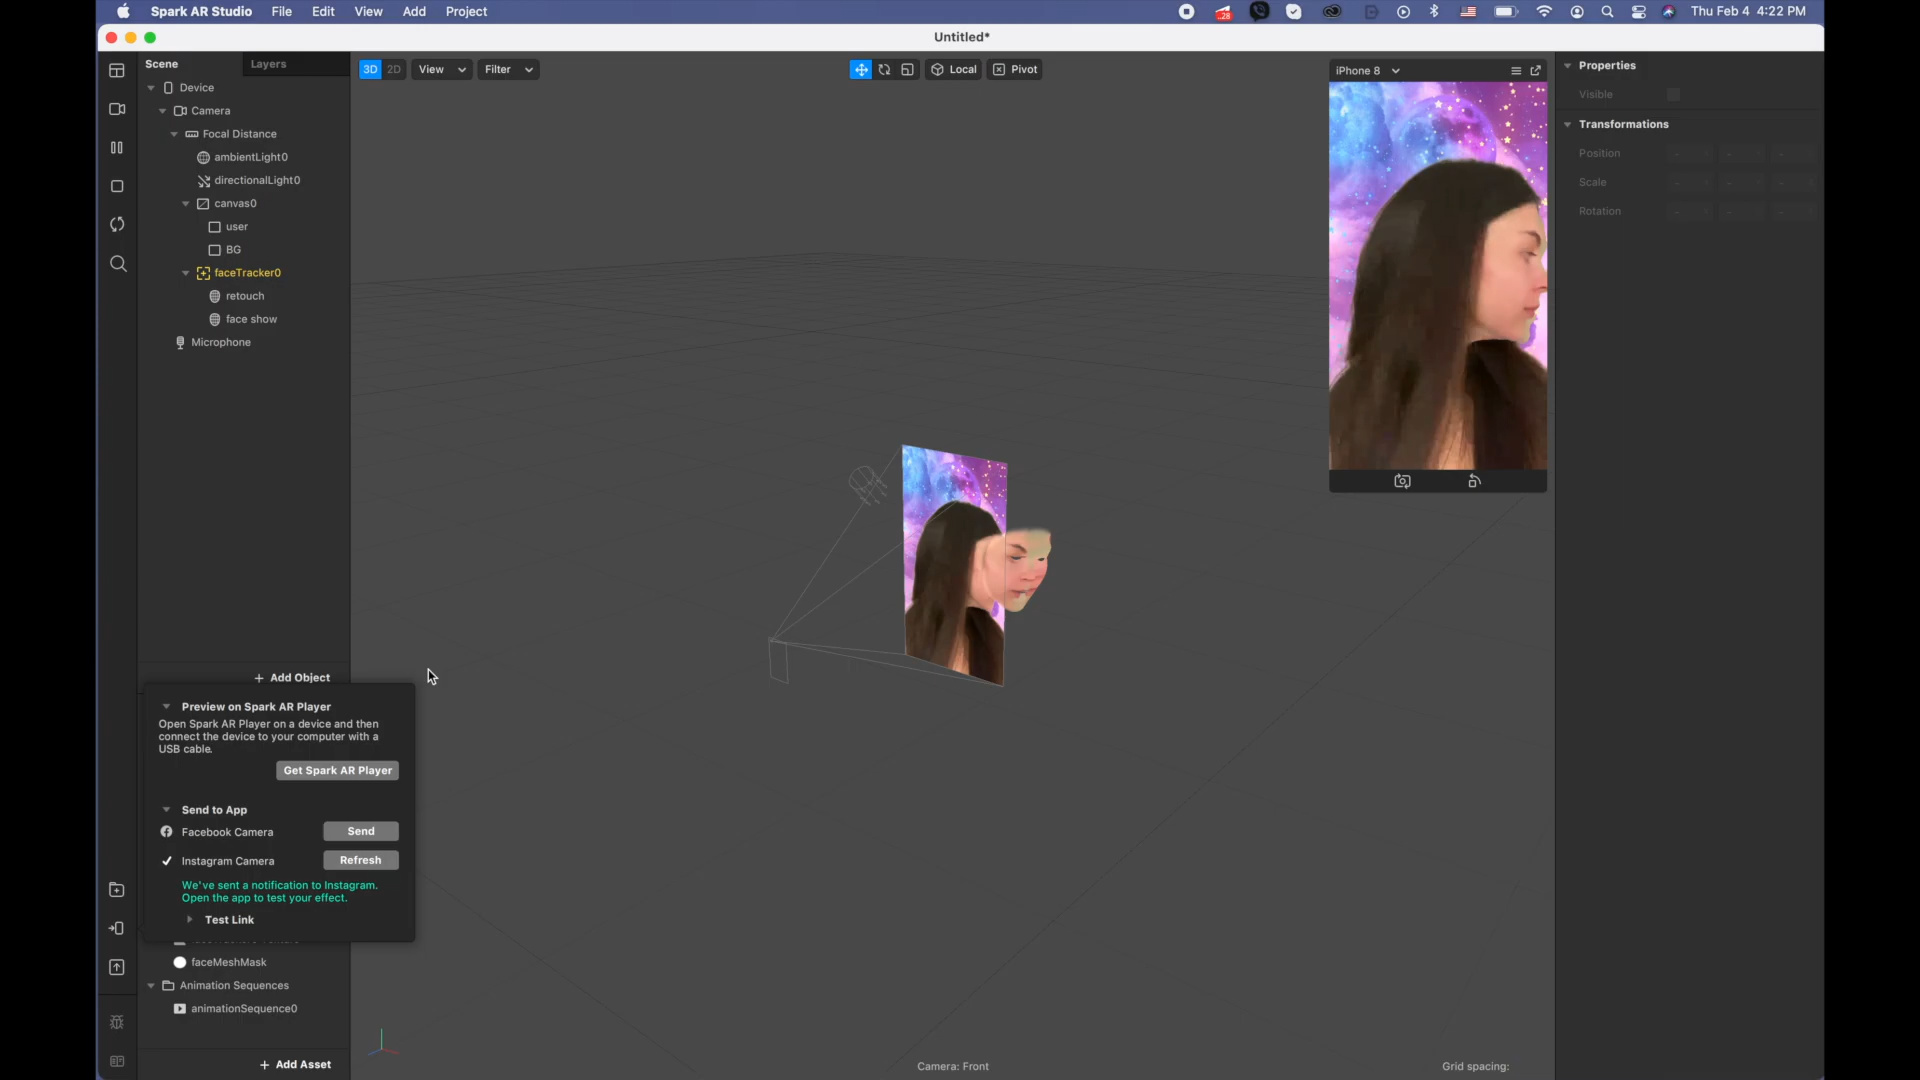 Spark AR Studio File Edit View Add Project
28
Thu Feb 4 4:22 PM
Untitled*
Scene
Layers
Device
Camera
Focal Distance
ambientLight0
directionalLight0
canvas0
user
BG
faceTracker0
retouch
face show
Microphone
+ Add Object
3D 2D View Filter
Local Pivot
iPhone 8
Properties
Visible
Transformations
Position
Scale
Rotation
Preview on Spark AR Player
Open Spark AR Player on a device and then
connect the device to your computer with a
USB cable.
Get Spark AR Player
Send to App
Facebook Camera Send
Instagram Camera Refresh
We've sent a notification to Instagram.
Open the app to test your effect.
Test Link
faceMeshMask
Animation Sequences
animationSequence0
+ Add Asset
Camera: Front
Grid spacing: